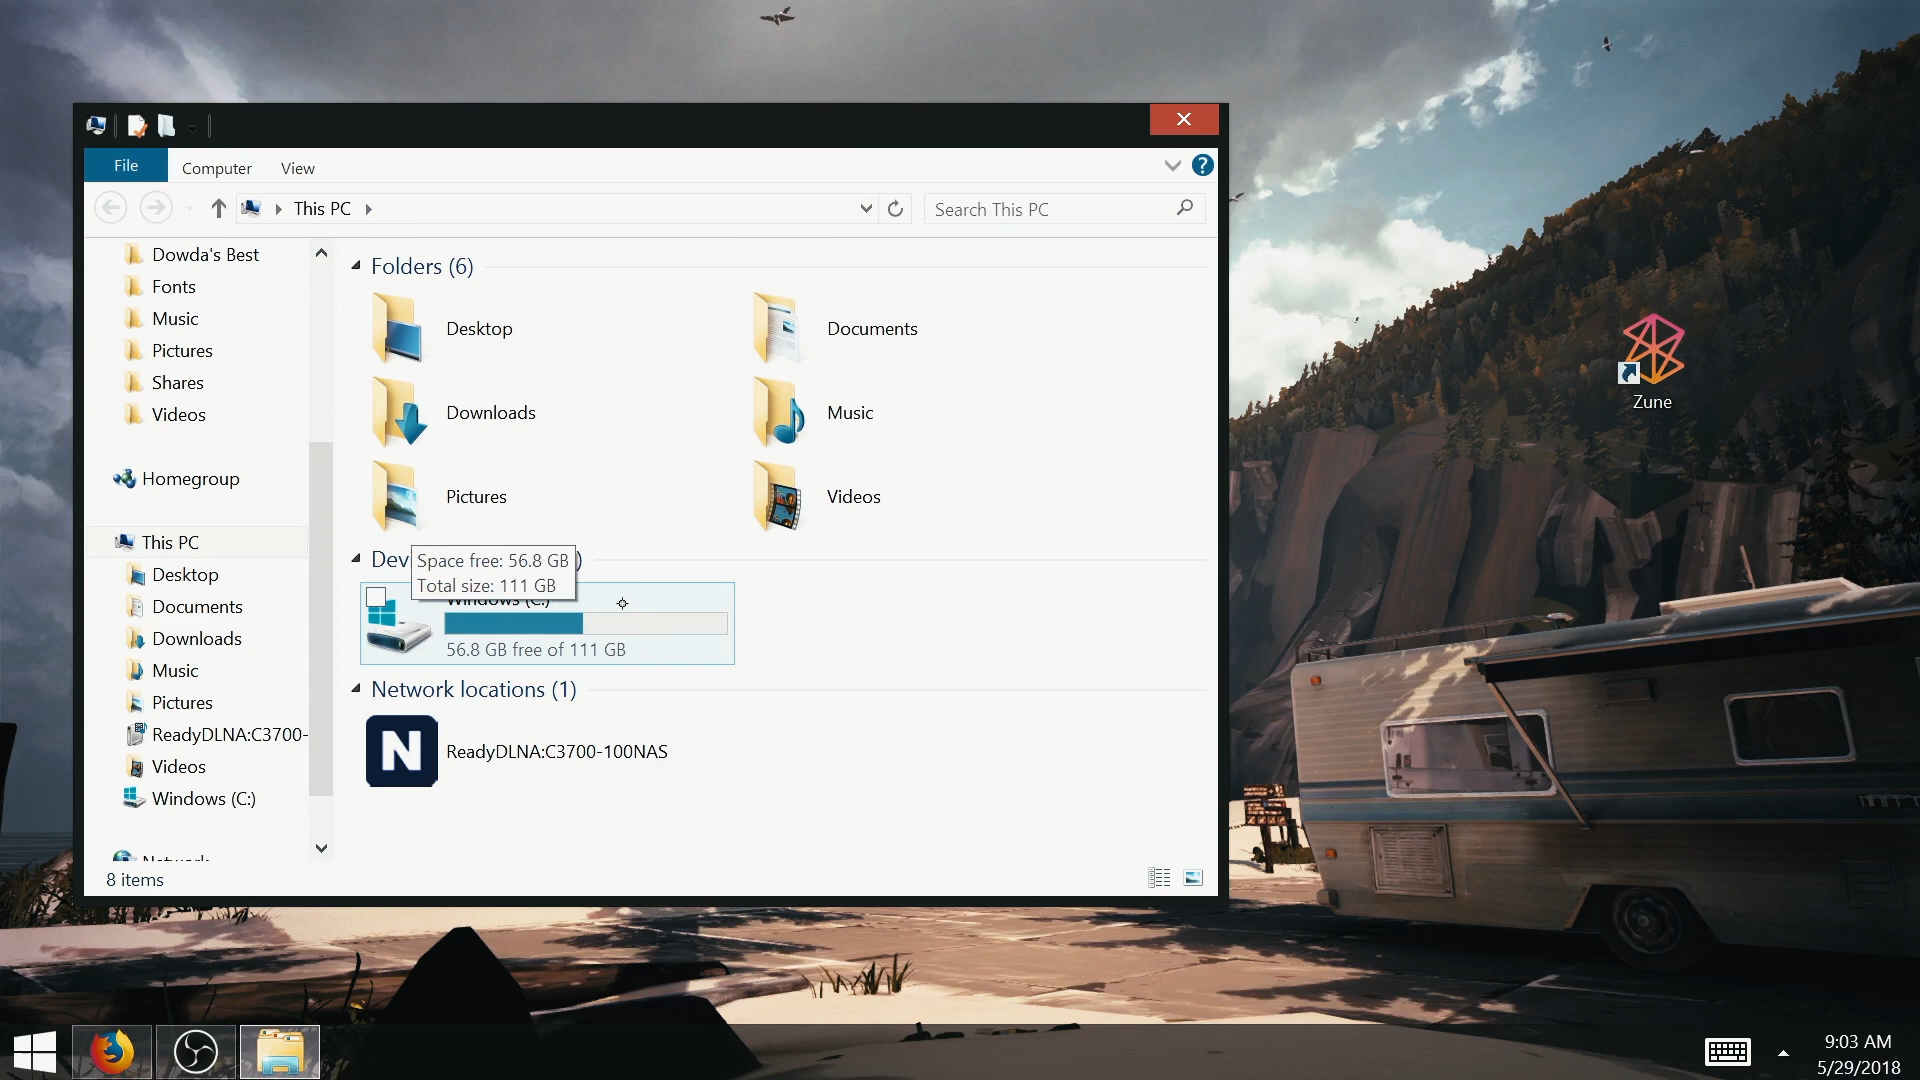 File
Computer
View
This PC
Search This PC
Dowda's Best
Fonts
Music
Pictures
Shares
Videos
Homegroup
This PC
Desktop
Documents
Downloads
Music
Pictures
ReadyDLNA:C3700-
Videos
Windows (C:)
Network
8 items
Folders (6)
Desktop
Documents
Downloads
Music
Pictures
Videos
Dev )
Space free: 56.8 GB
Total size: 111 GB
Windows (C:)
56.8 GB free of 111 GB
Network locations (1)
N
ReadyDLNA:C3700-100NAS
Zune
9:03 AM
5/29/2018